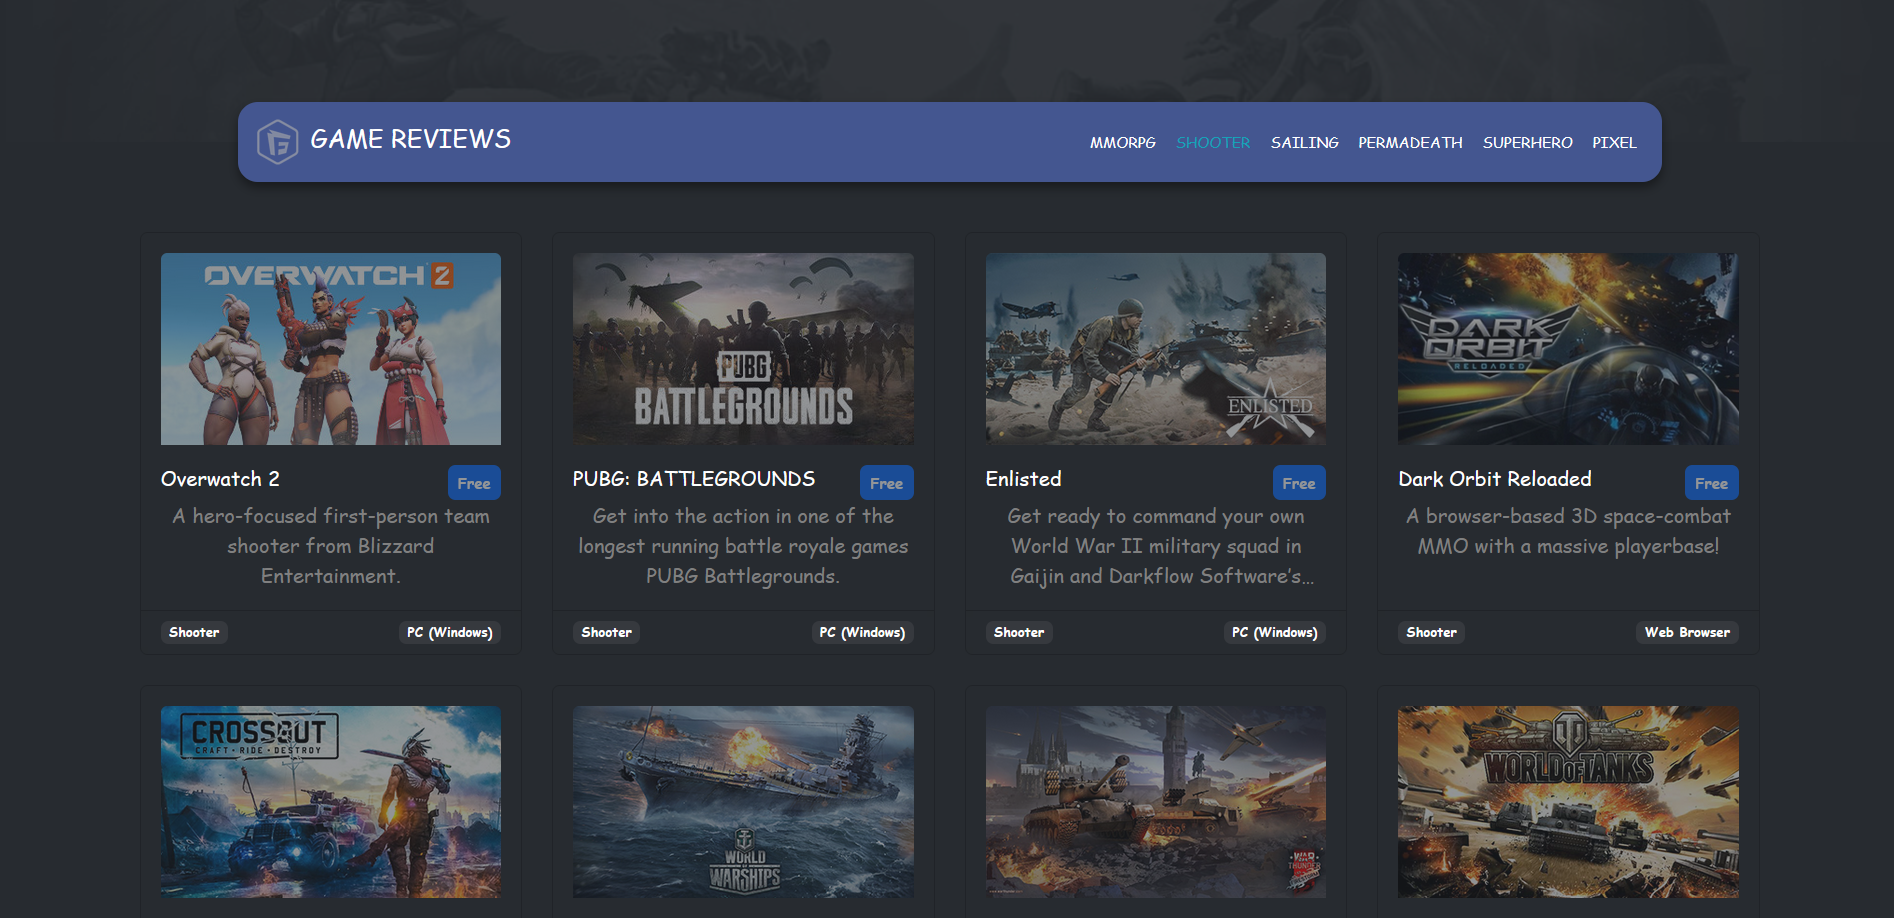 GAME REVIEWS
MMORPG SHOOTER SAILING PERMADEATH SUPERHERO PIXEL
OVERWATCH 2
PUBG
BATTLEGROUNDS
ENLISTED
DARK
ORBIT
RELOADED
Overwatch 2
Free
A hero-focused first-person team
shooter from Blizzard
Entertainment.
Shooter
PC (Windows)
PUBG: BATTLEGROUNDS
Free
Get into the action in one of the
longest running battle royale games
PUBG Battlegrounds.
Shooter
PC (Windows)
Enlisted
Free
Get ready to command your own
World War II military squad in
Gaijin and Darkflow Software's...
Shooter
PC (Windows)
Dark Orbit Reloaded
Free
A browser-based 3D space-combat
MMO with a massive playerbase!
Shooter
Web Browser
CROSSOUT
CRAFT • RIDE • DESTROY
WORLD
OF
WARSHIPS
WAR
THUNDER
WORLD OF TANKS